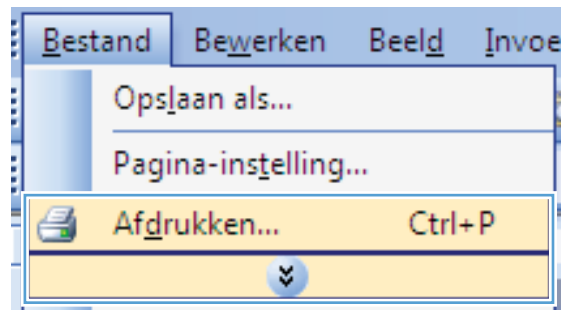 Bestand Bewerken Beeld Invoe
Opslaan als...
Pagina-instelling...
Afdrukken... Ctrl+P